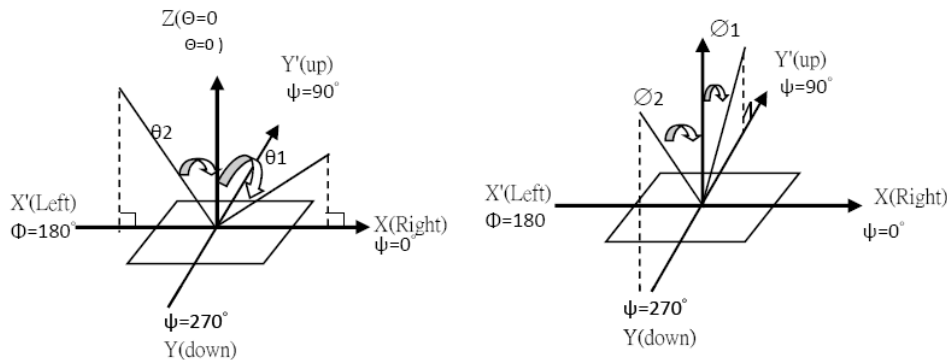 Z(Θ=0
Θ=0 )
Y'(up)
ψ=90°
θ2
θ1
X'(Left)
Φ=180°
X(Right)
ψ=0°
ψ=270°
Y(down)
∅1
Y'(up)
ψ=90°
∅2
X'(Left)
Φ=180
X(Right)
ψ=0°
ψ=270°
Y(down)